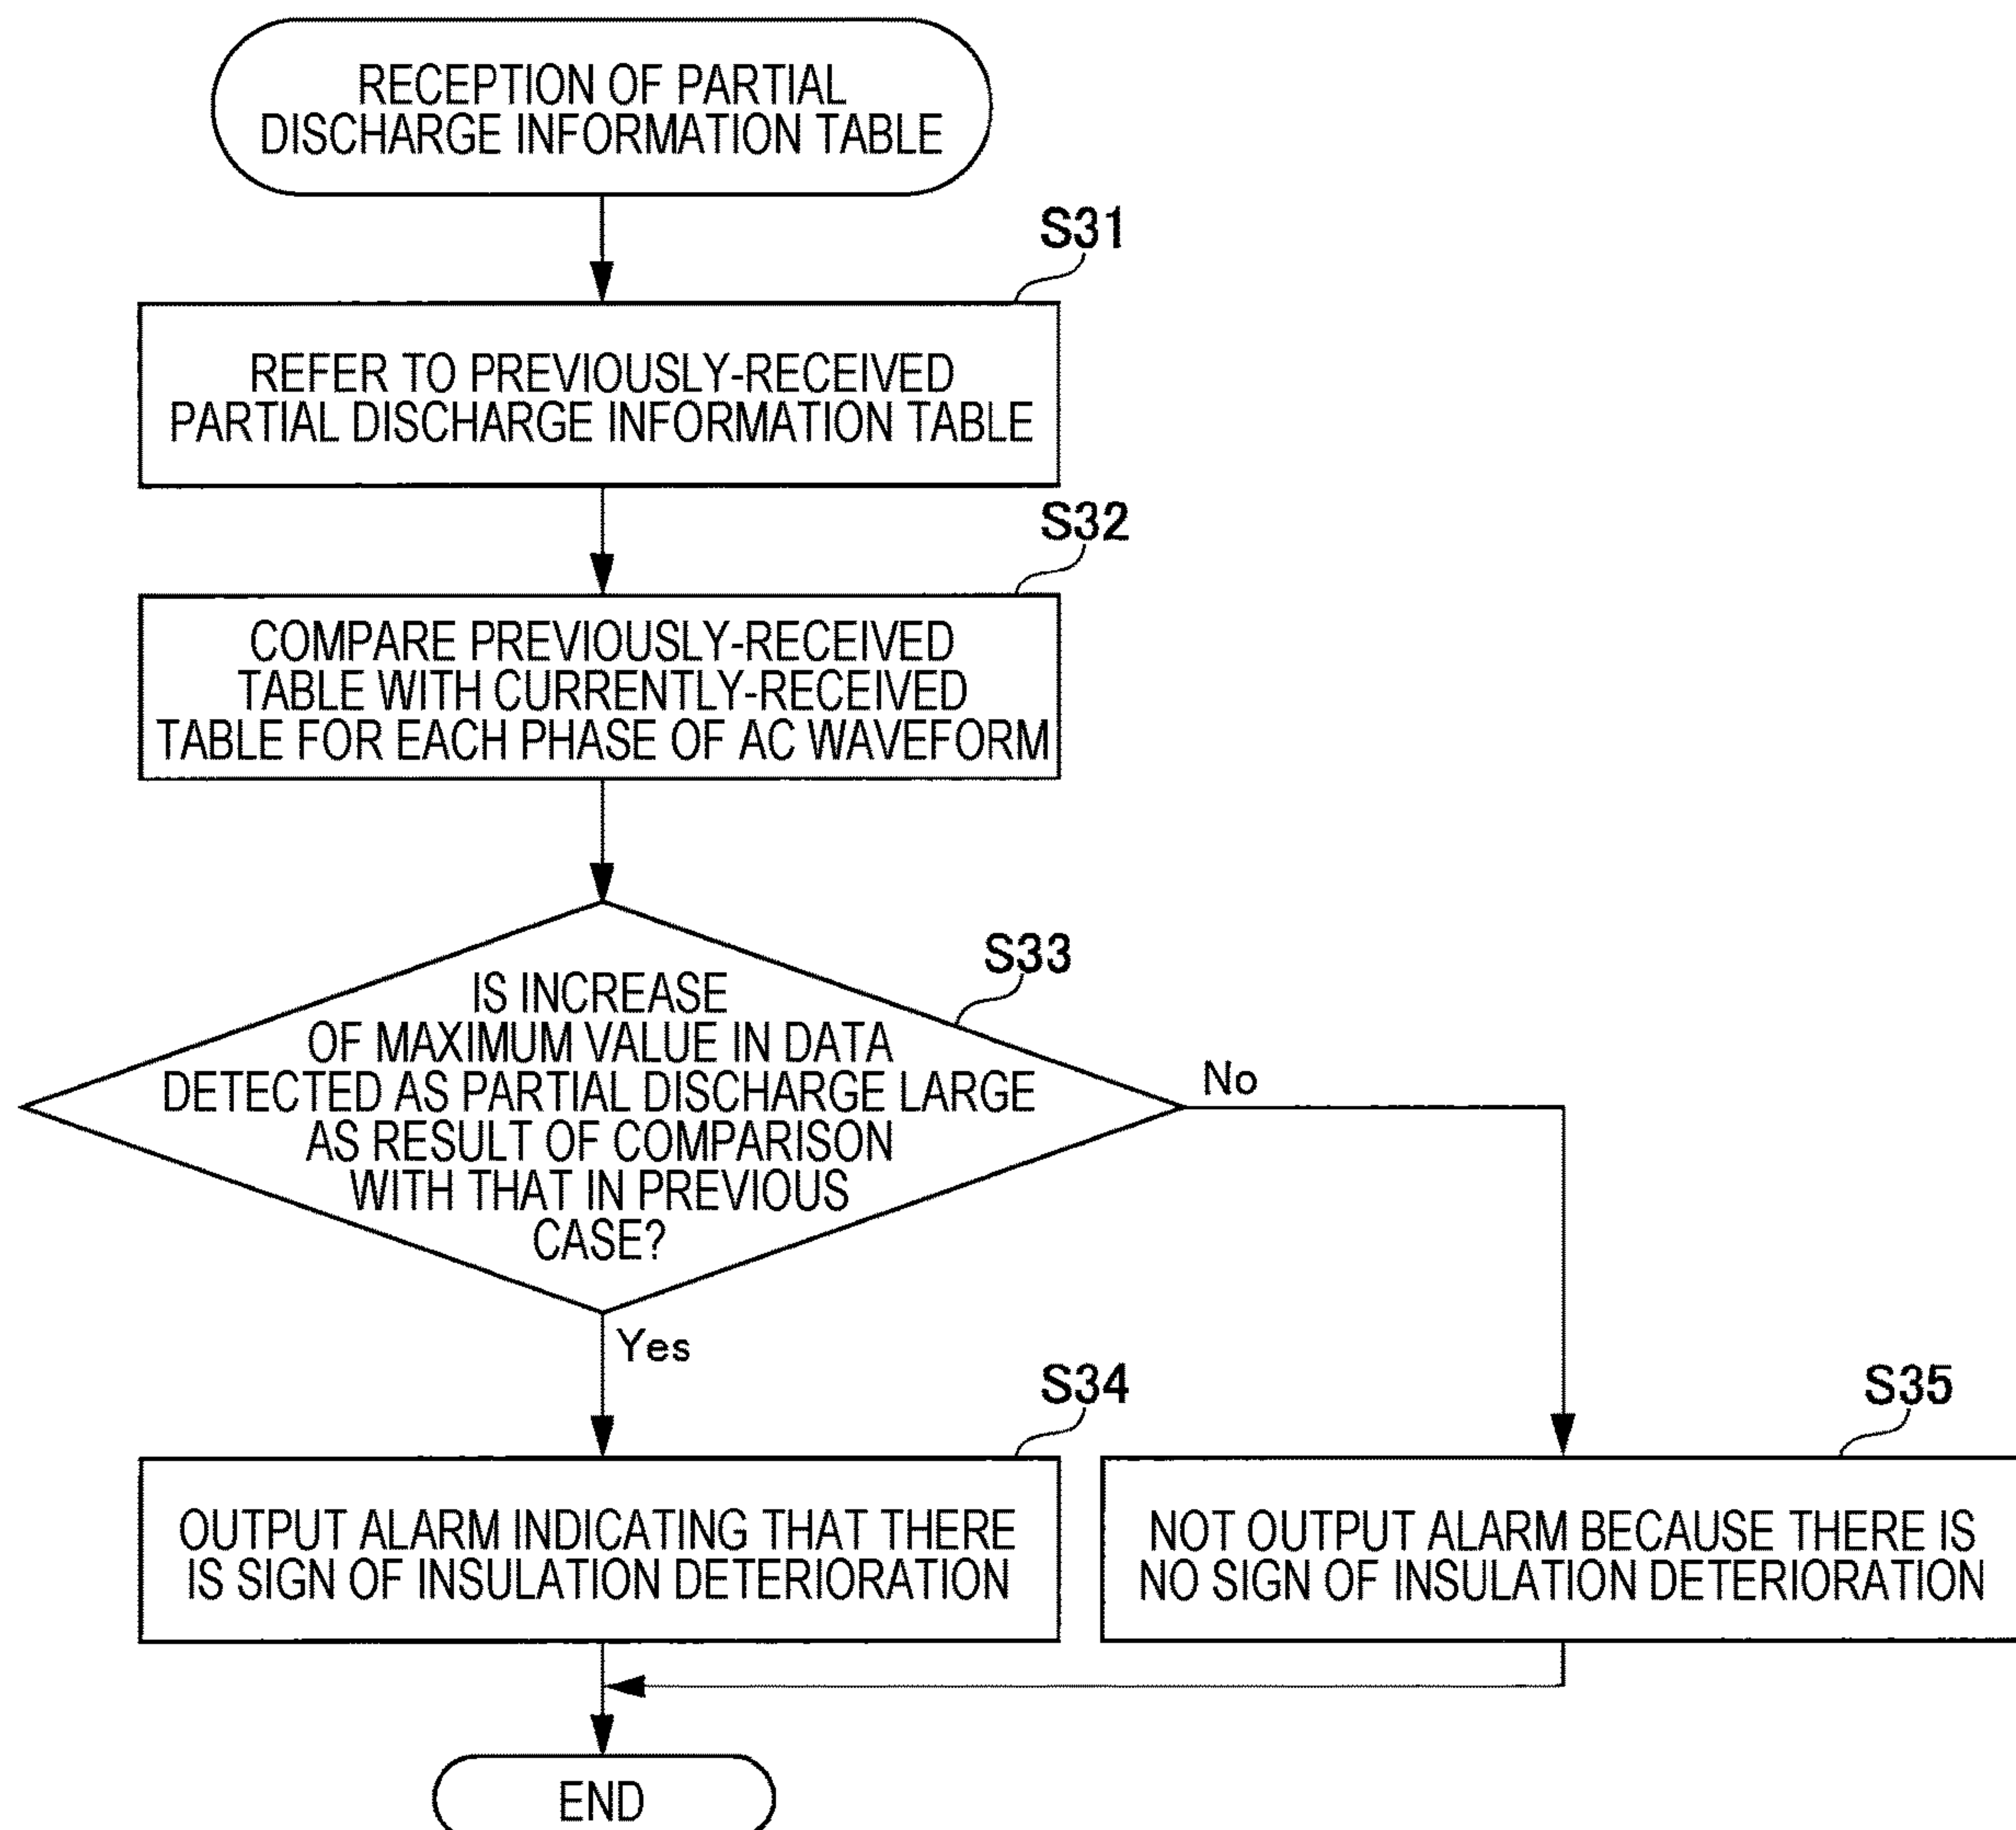 RECEPTION OF PARTIAL
DISCHARGE INFORMATION TABLE
S31
REFER TO PREVIOUSLY-RECEIVED
PARTIAL DISCHARGE INFORMATION TABLE
S32
COMPARE PREVIOUSLY-RECEIVED
TABLE WITH CURRENTLY-RECEIVED
TABLE FOR EACH PHASE OF AC WAVEFORM
S33
IS INCREASE
OF MAXIMUM VALUE IN DATA
DETECTED AS PARTIAL DISCHARGE LARGE
AS RESULT OF COMPARISON
WITH THAT IN PREVIOUS
CASE?
No
Yes
S34
OUTPUT ALARM INDICATING THAT THERE
IS SIGN OF INSULATION DETERIORATION
S35
NOT OUTPUT ALARM BECAUSE THERE IS
NO SIGN OF INSULATION DETERIORATION
END